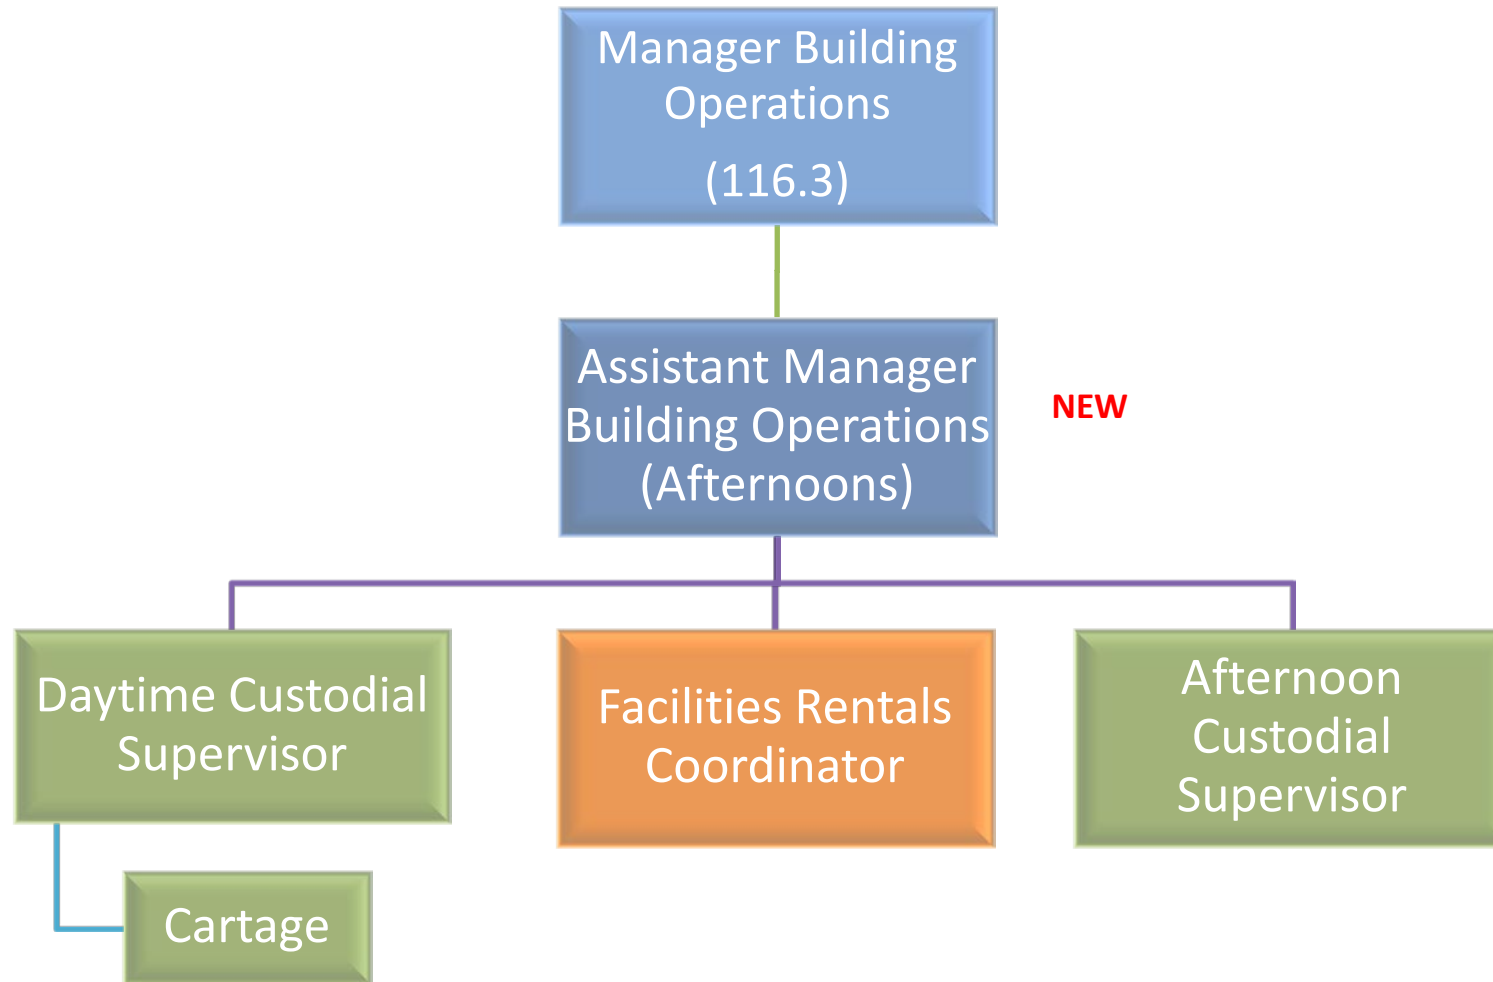 Manager Building
Operations
(116.3)
Assistant Manager
Building Operations
(Afternoons)
NEW
Daytime Custodial
Supervisor
Facilities Rentals
Coordinator
Afternoon
Custodial
Supervisor
Cartage